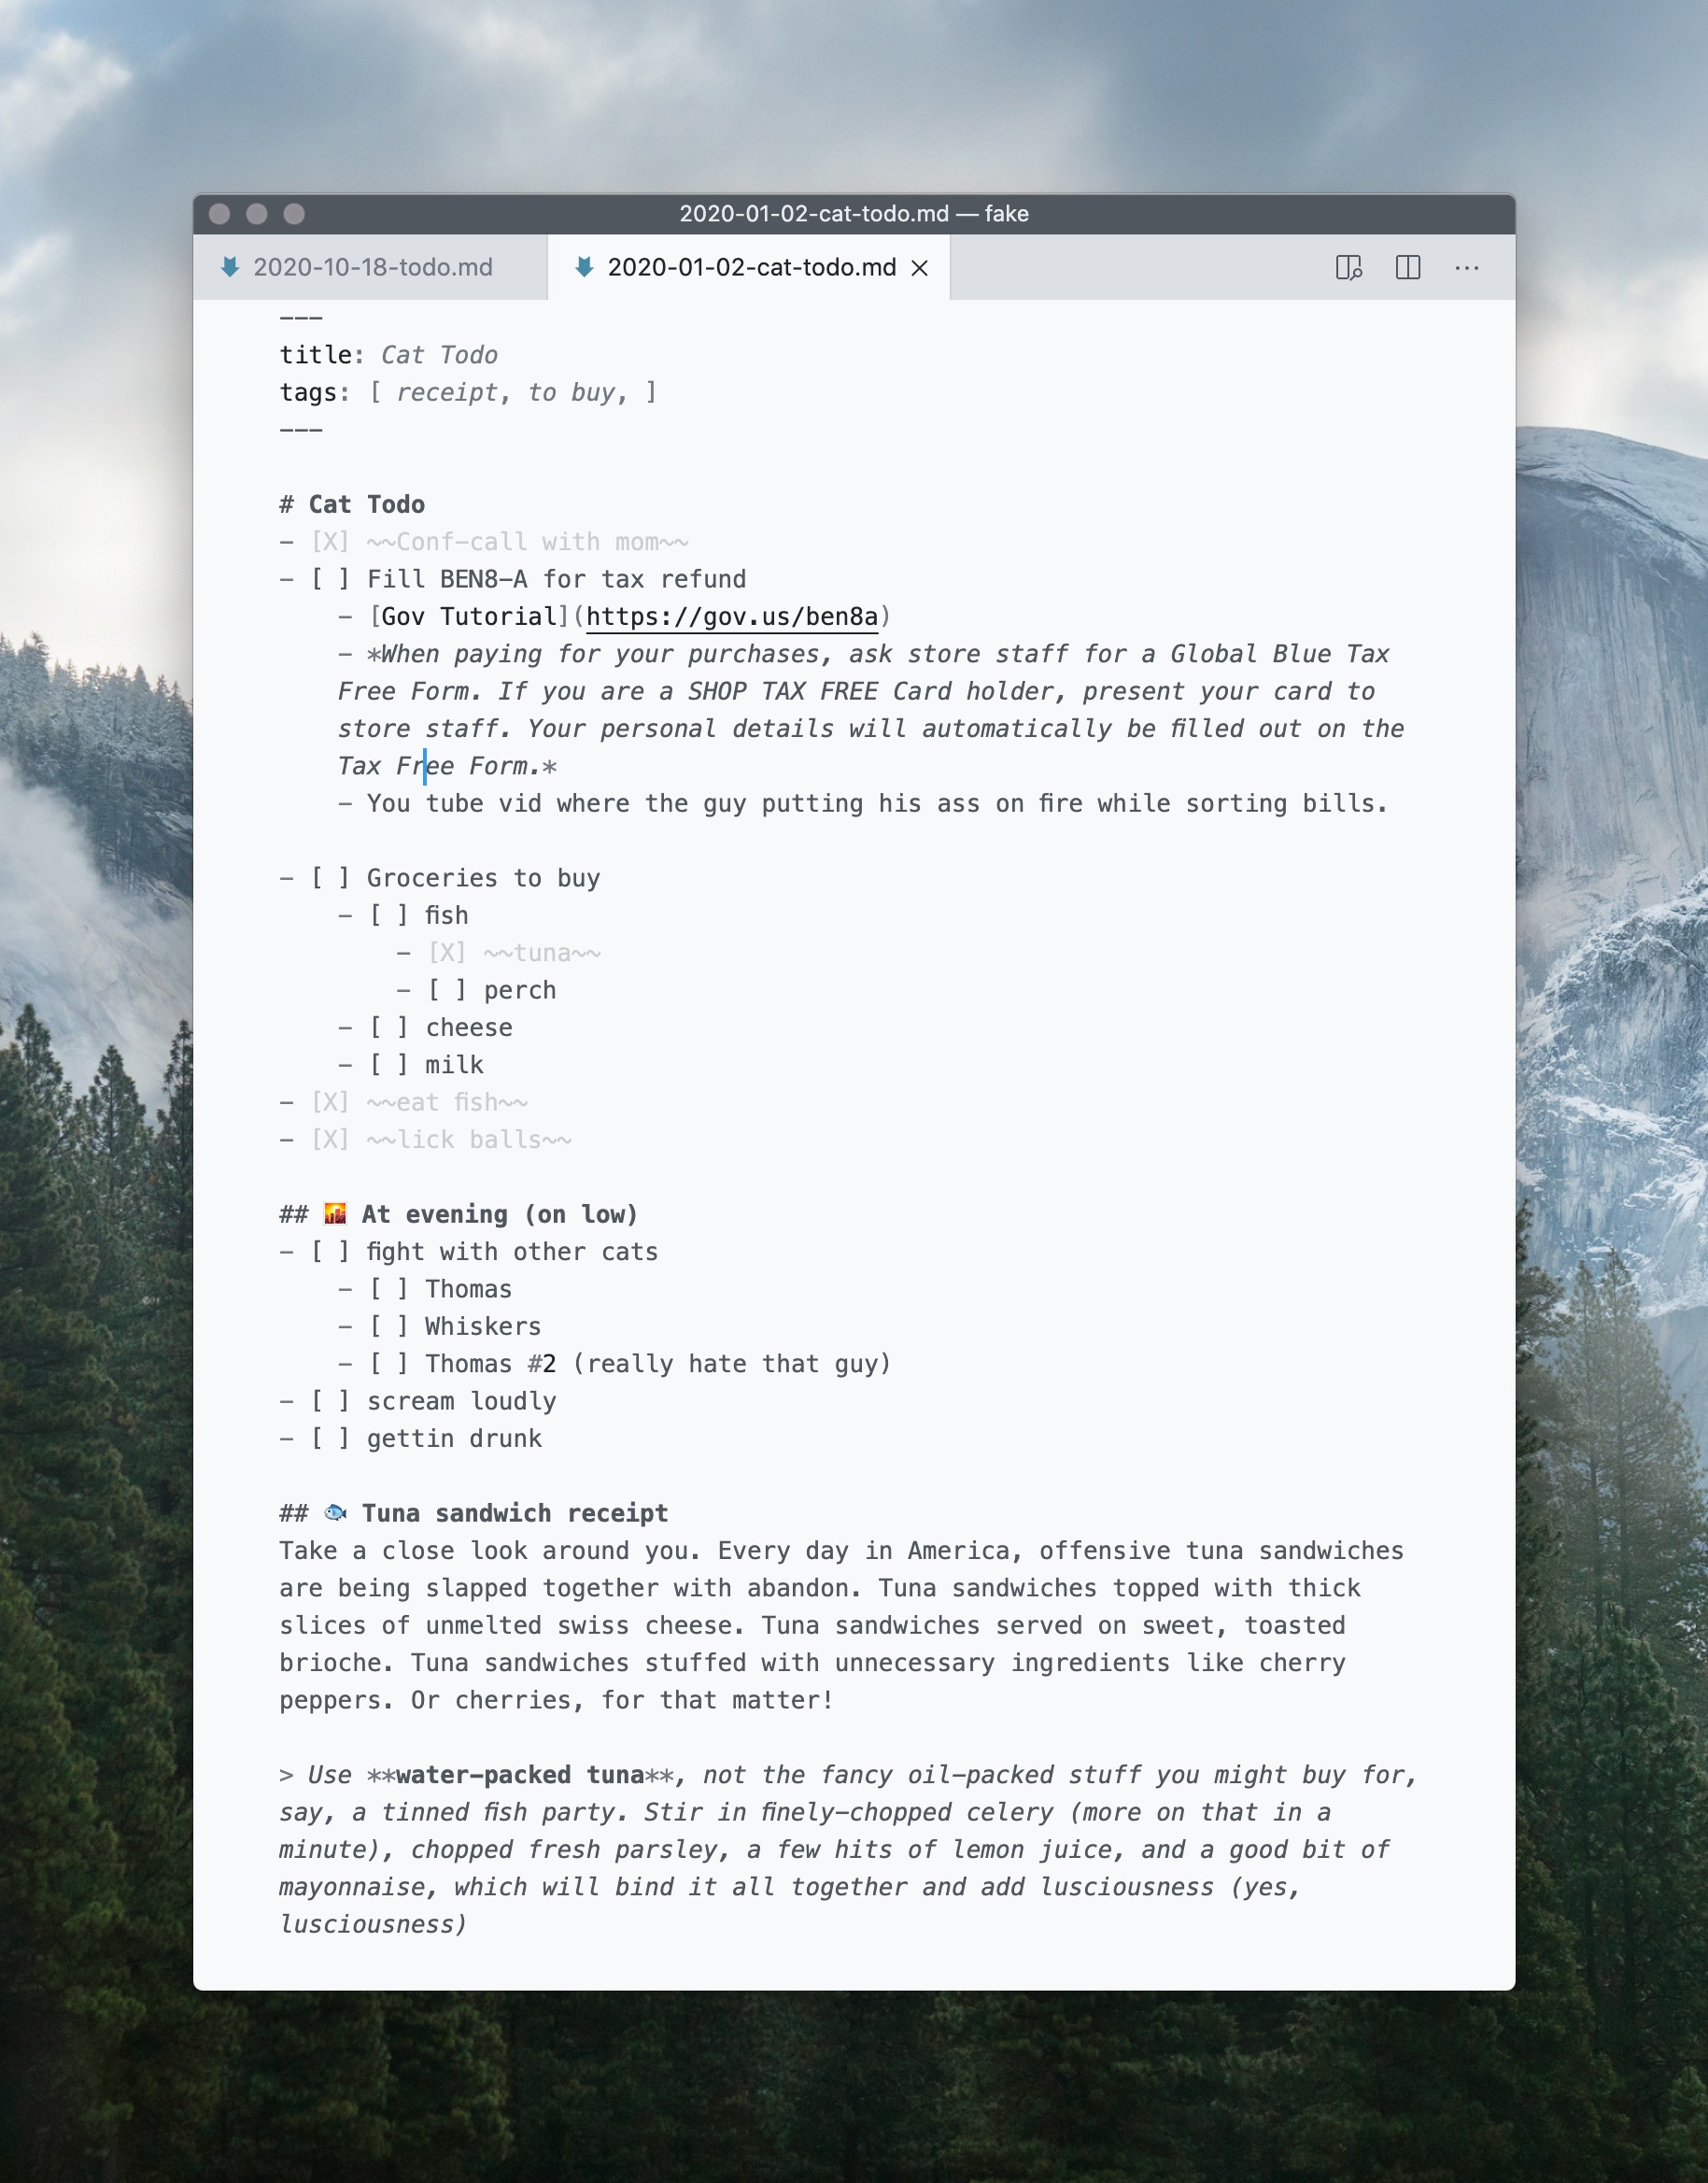 2020-01-02-cat-todo.md — fake
2020-10-18-todo.md
2020-01-02-cat-todo.md
---
title: Cat Todo
tags: [ receipt, to buy, ]
---
# Cat Todo
- [X] ~~Conf-call with mom~~
- [ ] Fill BEN8-A for tax refund
- [Gov Tutorial](https://gov.us/ben8a)
- *When paying for your purchases, ask store staff for a Global Blue Tax
Free Form. If you are a SHOP TAX FREE Card holder, present your card to
store staff. Your personal details will automatically be filled out on the
Tax Free Form.*
- You tube vid where the guy putting his ass on fire while sorting bills.
- [ ] Groceries to buy
- [ ] fish
- [X] ~~tuna~~
- [ ] perch
- [ ] cheese
- [ ] milk
- [X] ~~eat fish~~
- [X] ~~lick balls~~
## 🌇 At evening (on low)
- [ ] fight with other cats
- [ ] Thomas
- [ ] Whiskers
- [ ] Thomas #2 (really hate that guy)
- [ ] scream loudly
- [ ] gettin drunk
## 🐟 Tuna sandwich receipt
Take a close look around you. Every day in America, offensive tuna sandwiches
are being slapped together with abandon. Tuna sandwiches topped with thick
slices of unmelted swiss cheese. Tuna sandwiches served on sweet, toasted
brioche. Tuna sandwiches stuffed with unnecessary ingredients like cherry
peppers. Or cherries, for that matter!
> Use **water-packed tuna**, not the fancy oil-packed stuff you might buy for,
say, a tinned fish party. Stir in finely-chopped celery (more on that in a
minute), chopped fresh parsley, a few hits of lemon juice, and a good bit of
mayonnaise, which will bind it all together and add lusciousness (yes,
lusciousness)